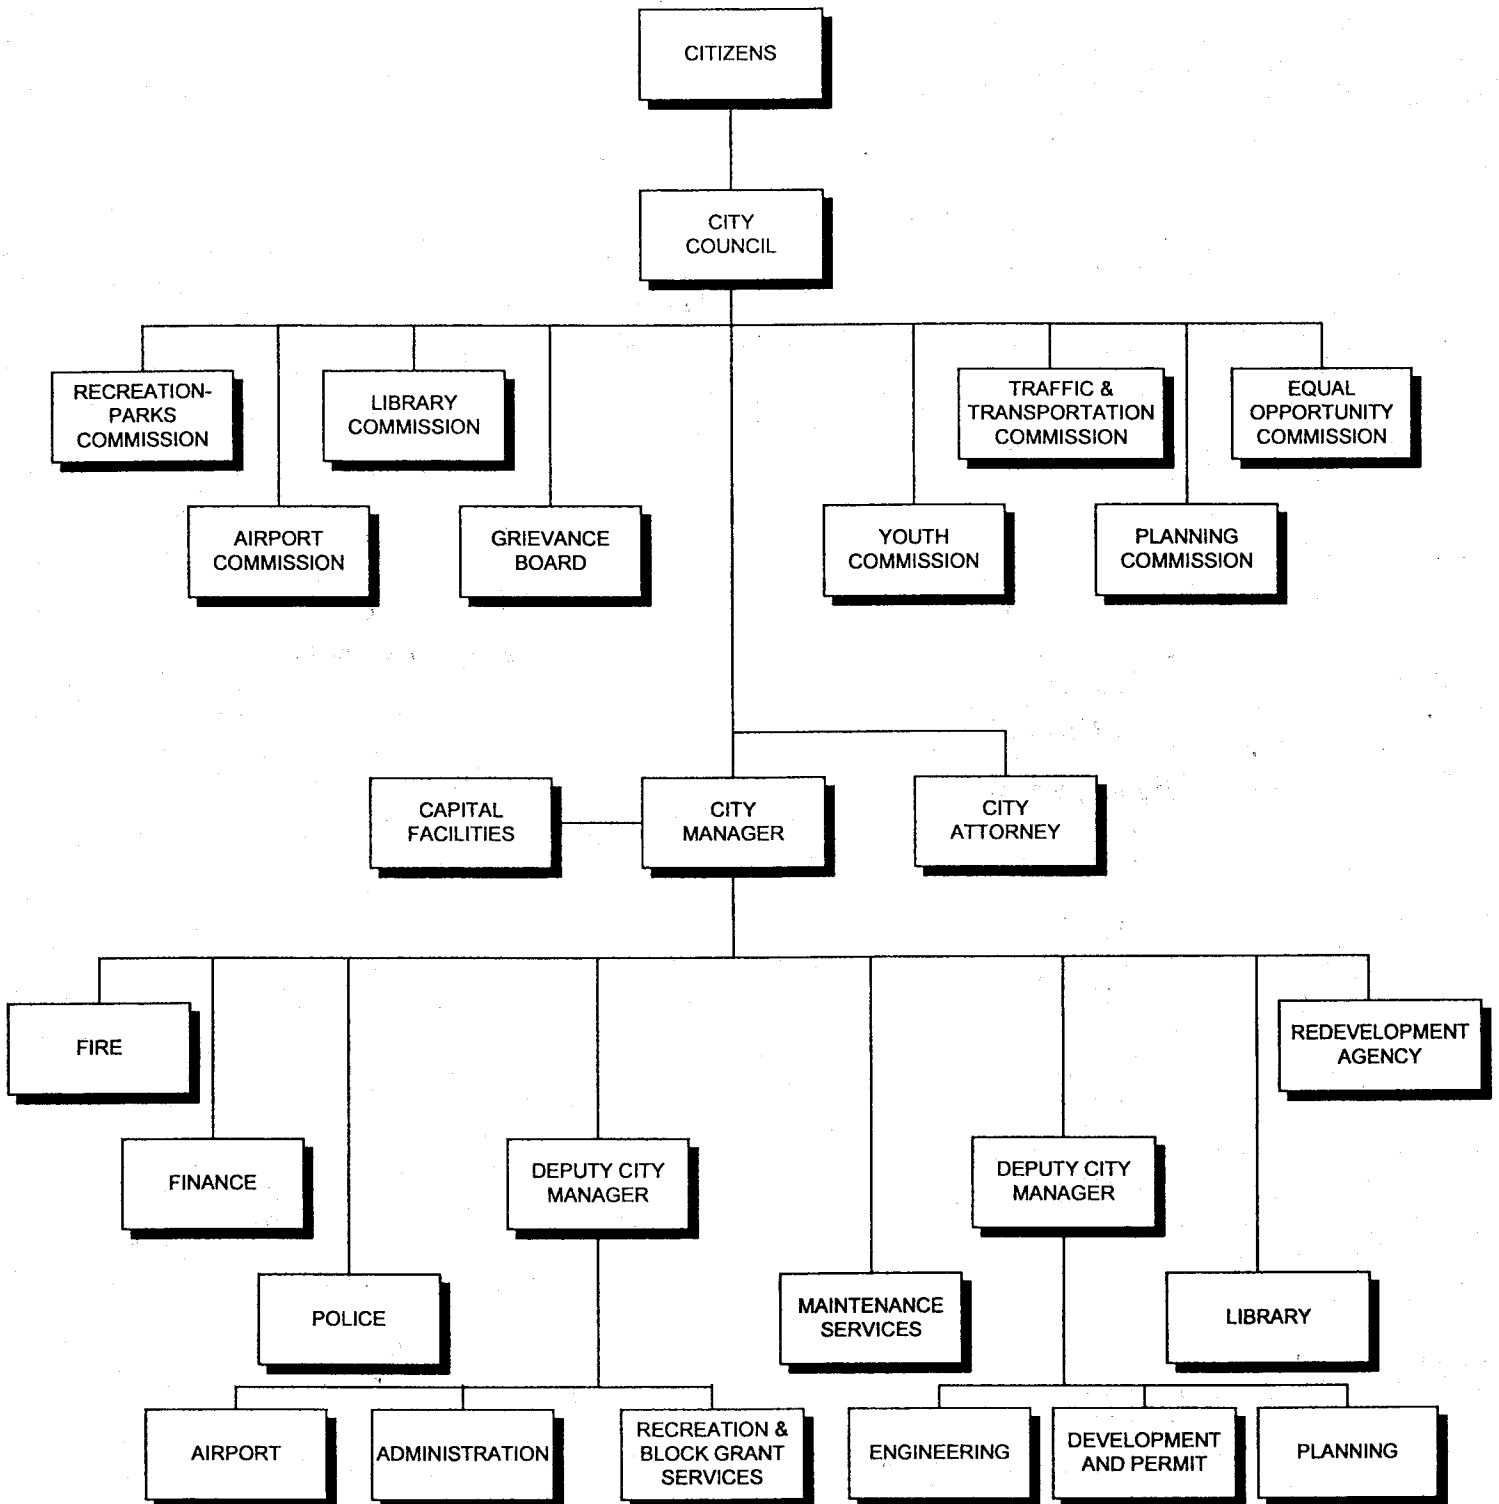 CITIZENS
CITY
COUNCIL
RECREATION-
PARKS
COMMISSION
LIBRARY
COMMISSION
TRAFFIC &
TRANSPORTATION
COMMISSION
EQUAL
OPPORTUNITY
COMMISSION
AIRPORT
COMMISSION
GRIEVANCE
BOARD
YOUTH
COMMISSION
PLANNING
COMMISSION
CAPITAL
FACILITIES
CITY
MANAGER
CITY
ATTORNEY
FIRE
REDEVELOPMENT
AGENCY
FINANCE
DEPUTY CITY
MANAGER
DEPUTY CITY
MANAGER
POLICE
MAINTENANCE
SERVICES
LIBRARY
AIRPORT
ADMINISTRATION
RECREATION &
BLOCK GRANT
SERVICES
ENGINEERING
DEVELOPMENT
AND PERMIT
PLANNING